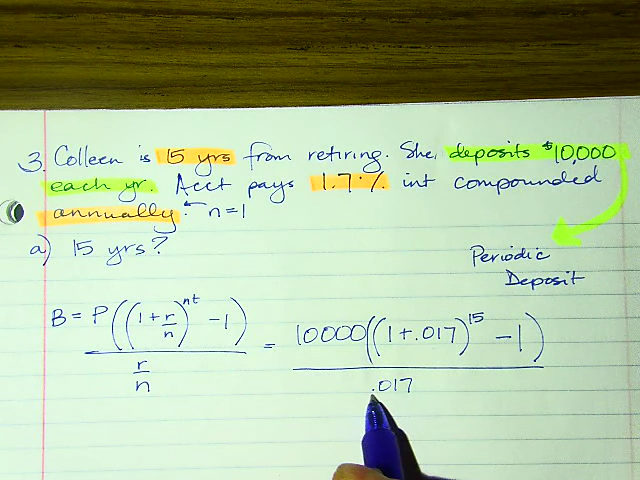 3. Colleen is 15 yrs from retiring. She deposits $10,000
each yr. Acct pays 1.7% int compounded
annually. ← n=1
a) 15 yrs?
Periodic
Deposit
B = P((1+r/n)^nt -1) / (r/n) = 10000((1+.017)^15 -1) / .017